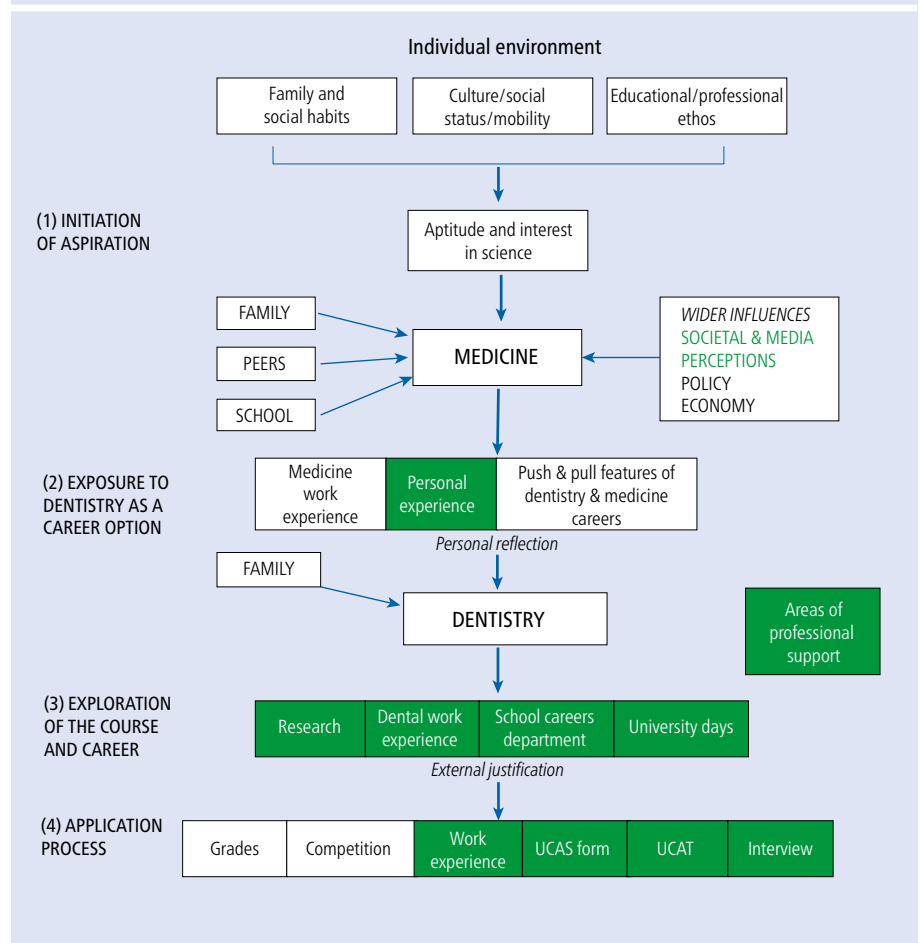 Individual environment
Family and
social habits
Culture/social
status/mobility
Educational/professional
ethos
(1) INITIATION
OF ASPIRATION
Aptitude and interest
in science
FAMILY
PEERS
SCHOOL
MEDICINE
WIDER INFLUENCES
SOCIETAL & MEDIA
PERCEPTIONS
POLICY
ECONOMY
(2) EXPOSURE TO
DENTISTRY AS A
CAREER OPTION
Medicine
work
experience
Personal
experience
Push & pull features of
dentistry & medicine
careers
Personal reflection
FAMILY
DENTISTRY
Areas of
professional
support
(3) EXPLORATION
OF THE COURSE
AND CAREER
Research
Dental work
experience
School careers
department
University days
External justification
(4) APPLICATION
PROCESS
Grades
Competition
Work
experience
UCAS form
UCAT
Interview